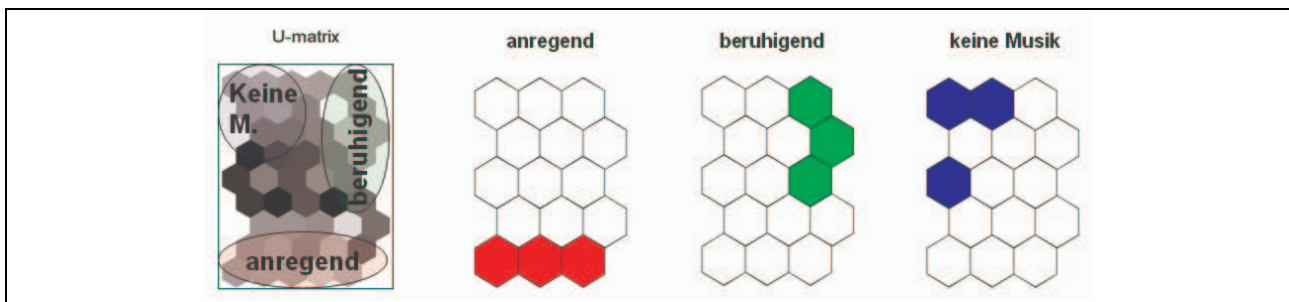 U-matrix
Keine
M.
beruhigend
anregend
anregend
beruhigend
keine Musik